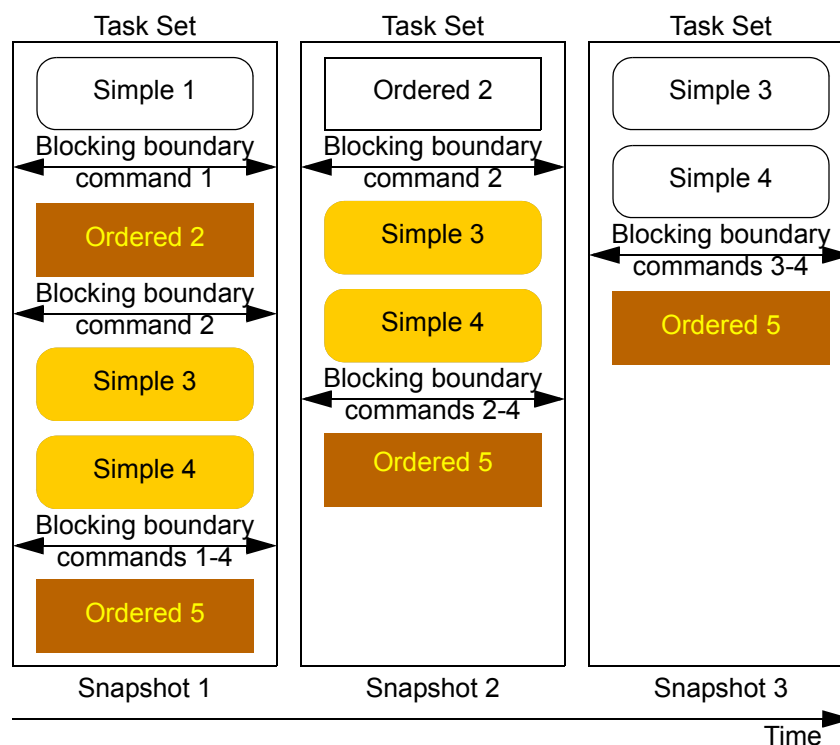 Task Set
Simple 1
Blocking boundary
command 1
Ordered 2
Blocking boundary
command 2
Simple 3
Simple 4
Blocking boundary
commands 1-4
Ordered 5
Snapshot 1
Task Set
Ordered 2
Blocking boundary
command 2
Simple 3
Simple 4
Blocking boundary
commands 2-4
Ordered 5
Snapshot 2
Task Set
Simple 3
Simple 4
Blocking boundary
commands 3-4
Ordered 5
Snapshot 3
Time